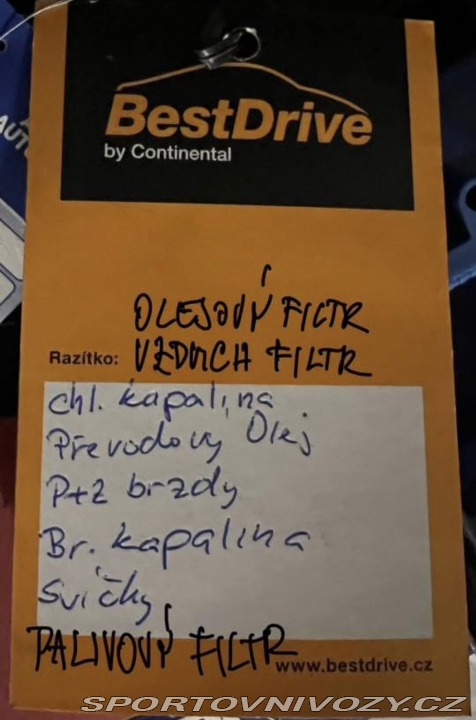 BestDrive
by Continental
OLEJOVÝ FILTR
Razítko: VZDUCH FILTR
chl. kapalina
Převodový Olej
P+Z brzdy
Br. kapalina
Svíčky
PALIVOVÝ FILTR
www.bestdrive.cz
SPORTOVNIVOZY.CZ